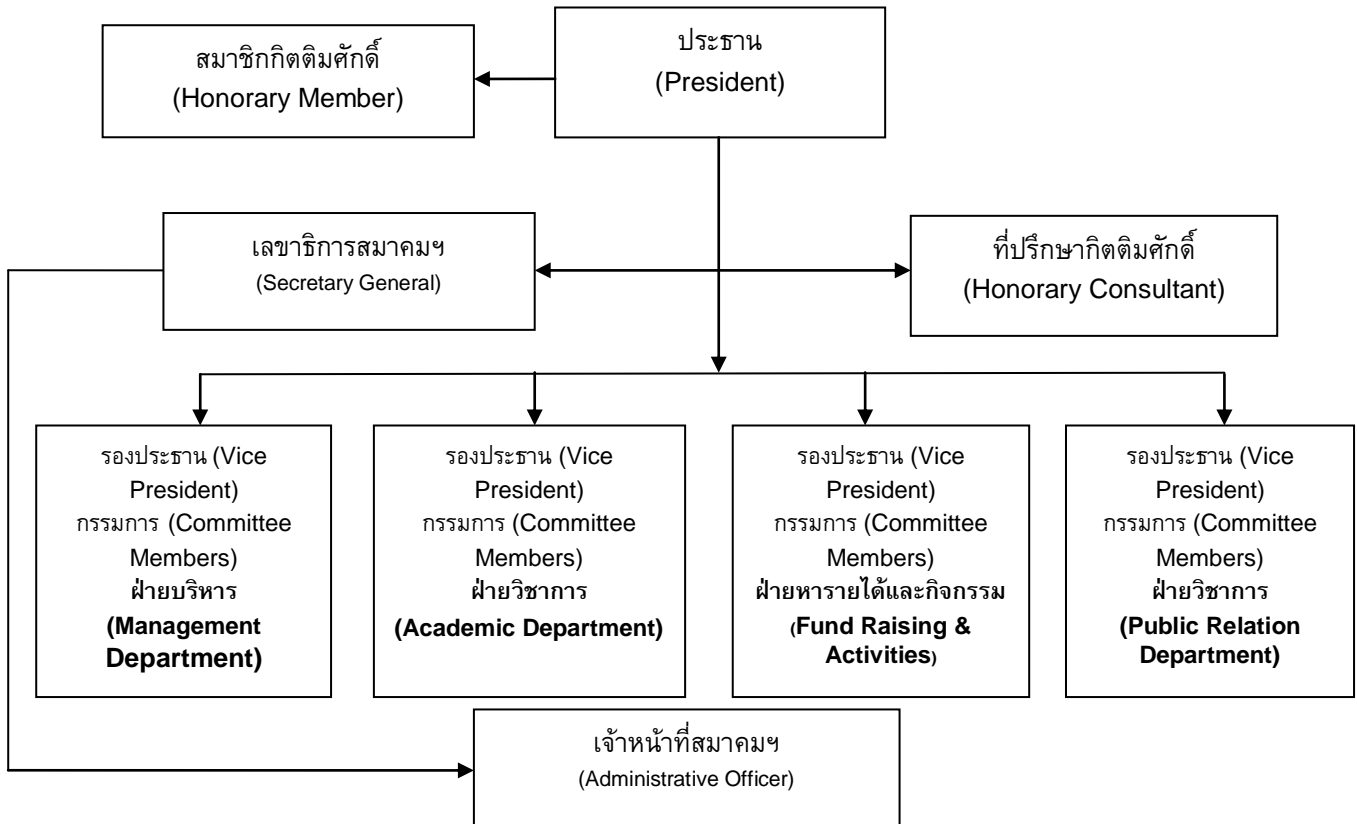 สมาชิกกิตติมศักดิ์
(Honorary Member)
ประธาน
(President)
เลขาธิการสมาคมฯ
(Secretary General)
ที่ปรึกษากิตติมศักดิ์
(Honorary Consultant)
รองประธาน (Vice
President)
กรรมการ (Committee
Members)
ฝ่ายบริหาร
(Management
Department)
รองประธาน (Vice
President)
กรรมการ (Committee
Members)
ฝ่ายวิชาการ
(Academic Department)
รองประธาน (Vice
President)
กรรมการ (Committee
Members)
ฝ่ายหารายได้และกิจกรรม
(Fund Raising &
Activities)
รองประธาน (Vice
President)
กรรมการ (Committee
Members)
ฝ่ายวิชาการ
(Public Relation
Department)
เจ้าหน้าที่สมาคมฯ
(Administrative Officer)